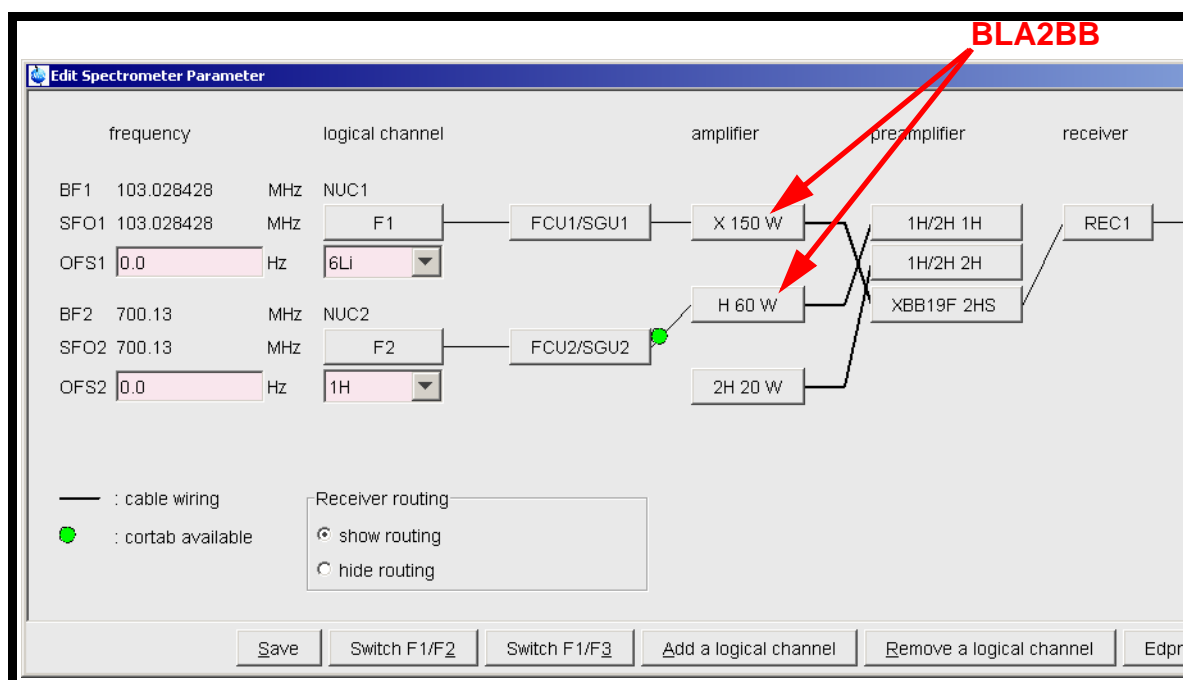 BLA2BB
Edit Spectrometer Parameter
frequency logical channel amplifier preamplifier receiver
BF1 103.028428 MHz NUC1
SFO1 103.028428 MHz F1 FCU1/SGU1 X 150 W 1H/2H 1H REC1
OFS1 0.0 Hz 6Li 1H/2H 2H
BF2 700.13 MHz NUC2 H 60 W XBB19F 2HS
SFO2 700.13 MHz F2 FCU2/SGU2
OFS2 0.0 Hz 1H 2H 20 W
: cable wiring Receiver routing
: cortab available show routing
hide routing
Save Switch F1/F2 Switch F1/F3 Add a logical channel Remove a logical channel Edpr